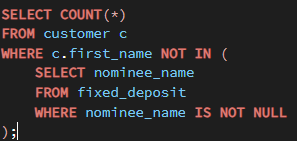 SELECT COUNT(*)
FROM customer c
WHERE c.first_name NOT IN (
    SELECT nominee_name
    FROM fixed_deposit
    WHERE nominee_name IS NOT NULL
);